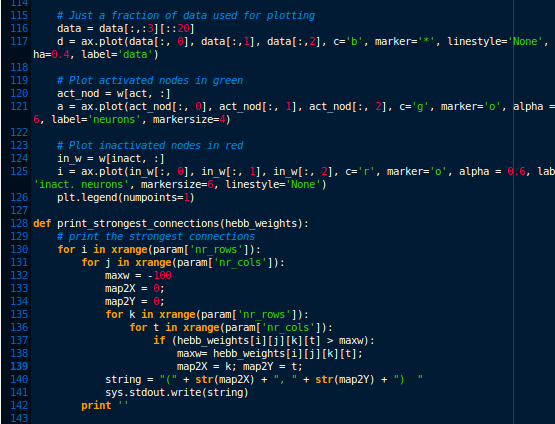 114
115 # Just a fraction of data used for plotting
116 data = data[:,:3][::20]
117 d = ax.plot(data[:, 0], data[:,1], data[:,2], c='b', marker='*', linestyle='None',
ha=0.4, label='data')
118
119 # Plot activated nodes in green
120 act_nod = w[act, :]
121 a = ax.plot(act_nod[:, 0], act_nod[:, 1], act_nod[:, 2], c='g', marker='o', alpha =
6, label='neurons', markersize=4)
122
123 # Plot inactivated nodes in red
124 in_w = w[inact, :]
125 i = ax.plot(in_w[:, 0], in_w[:, 1], in_w[:, 2], c='r', marker='o', alpha = 0.6, lab
'inact. neurons', markersize=6, linestyle='None')
126 plt.legend(numpoints=1)
127
128 def print_strongest_connections(hebb_weights):
129 # print the strongest connections
130 for i in xrange(param['nr_rows']):
131 for j in xrange(param['nr_cols']):
132 maxw = -100
133 map2X = 0;
134 map2Y = 0;
135 for k in xrange(param['nr_rows']):
136 for t in xrange(param['nr_cols']):
137 if (hebb_weights[i][j][k][t] > maxw):
138 maxw= hebb_weights[i][j][k][t];
139 map2X = k; map2Y = t;
140 string = "(" + str(map2X) + ", " + str(map2Y) + ")  "
141 sys.stdout.write(string)
142 print ''
143